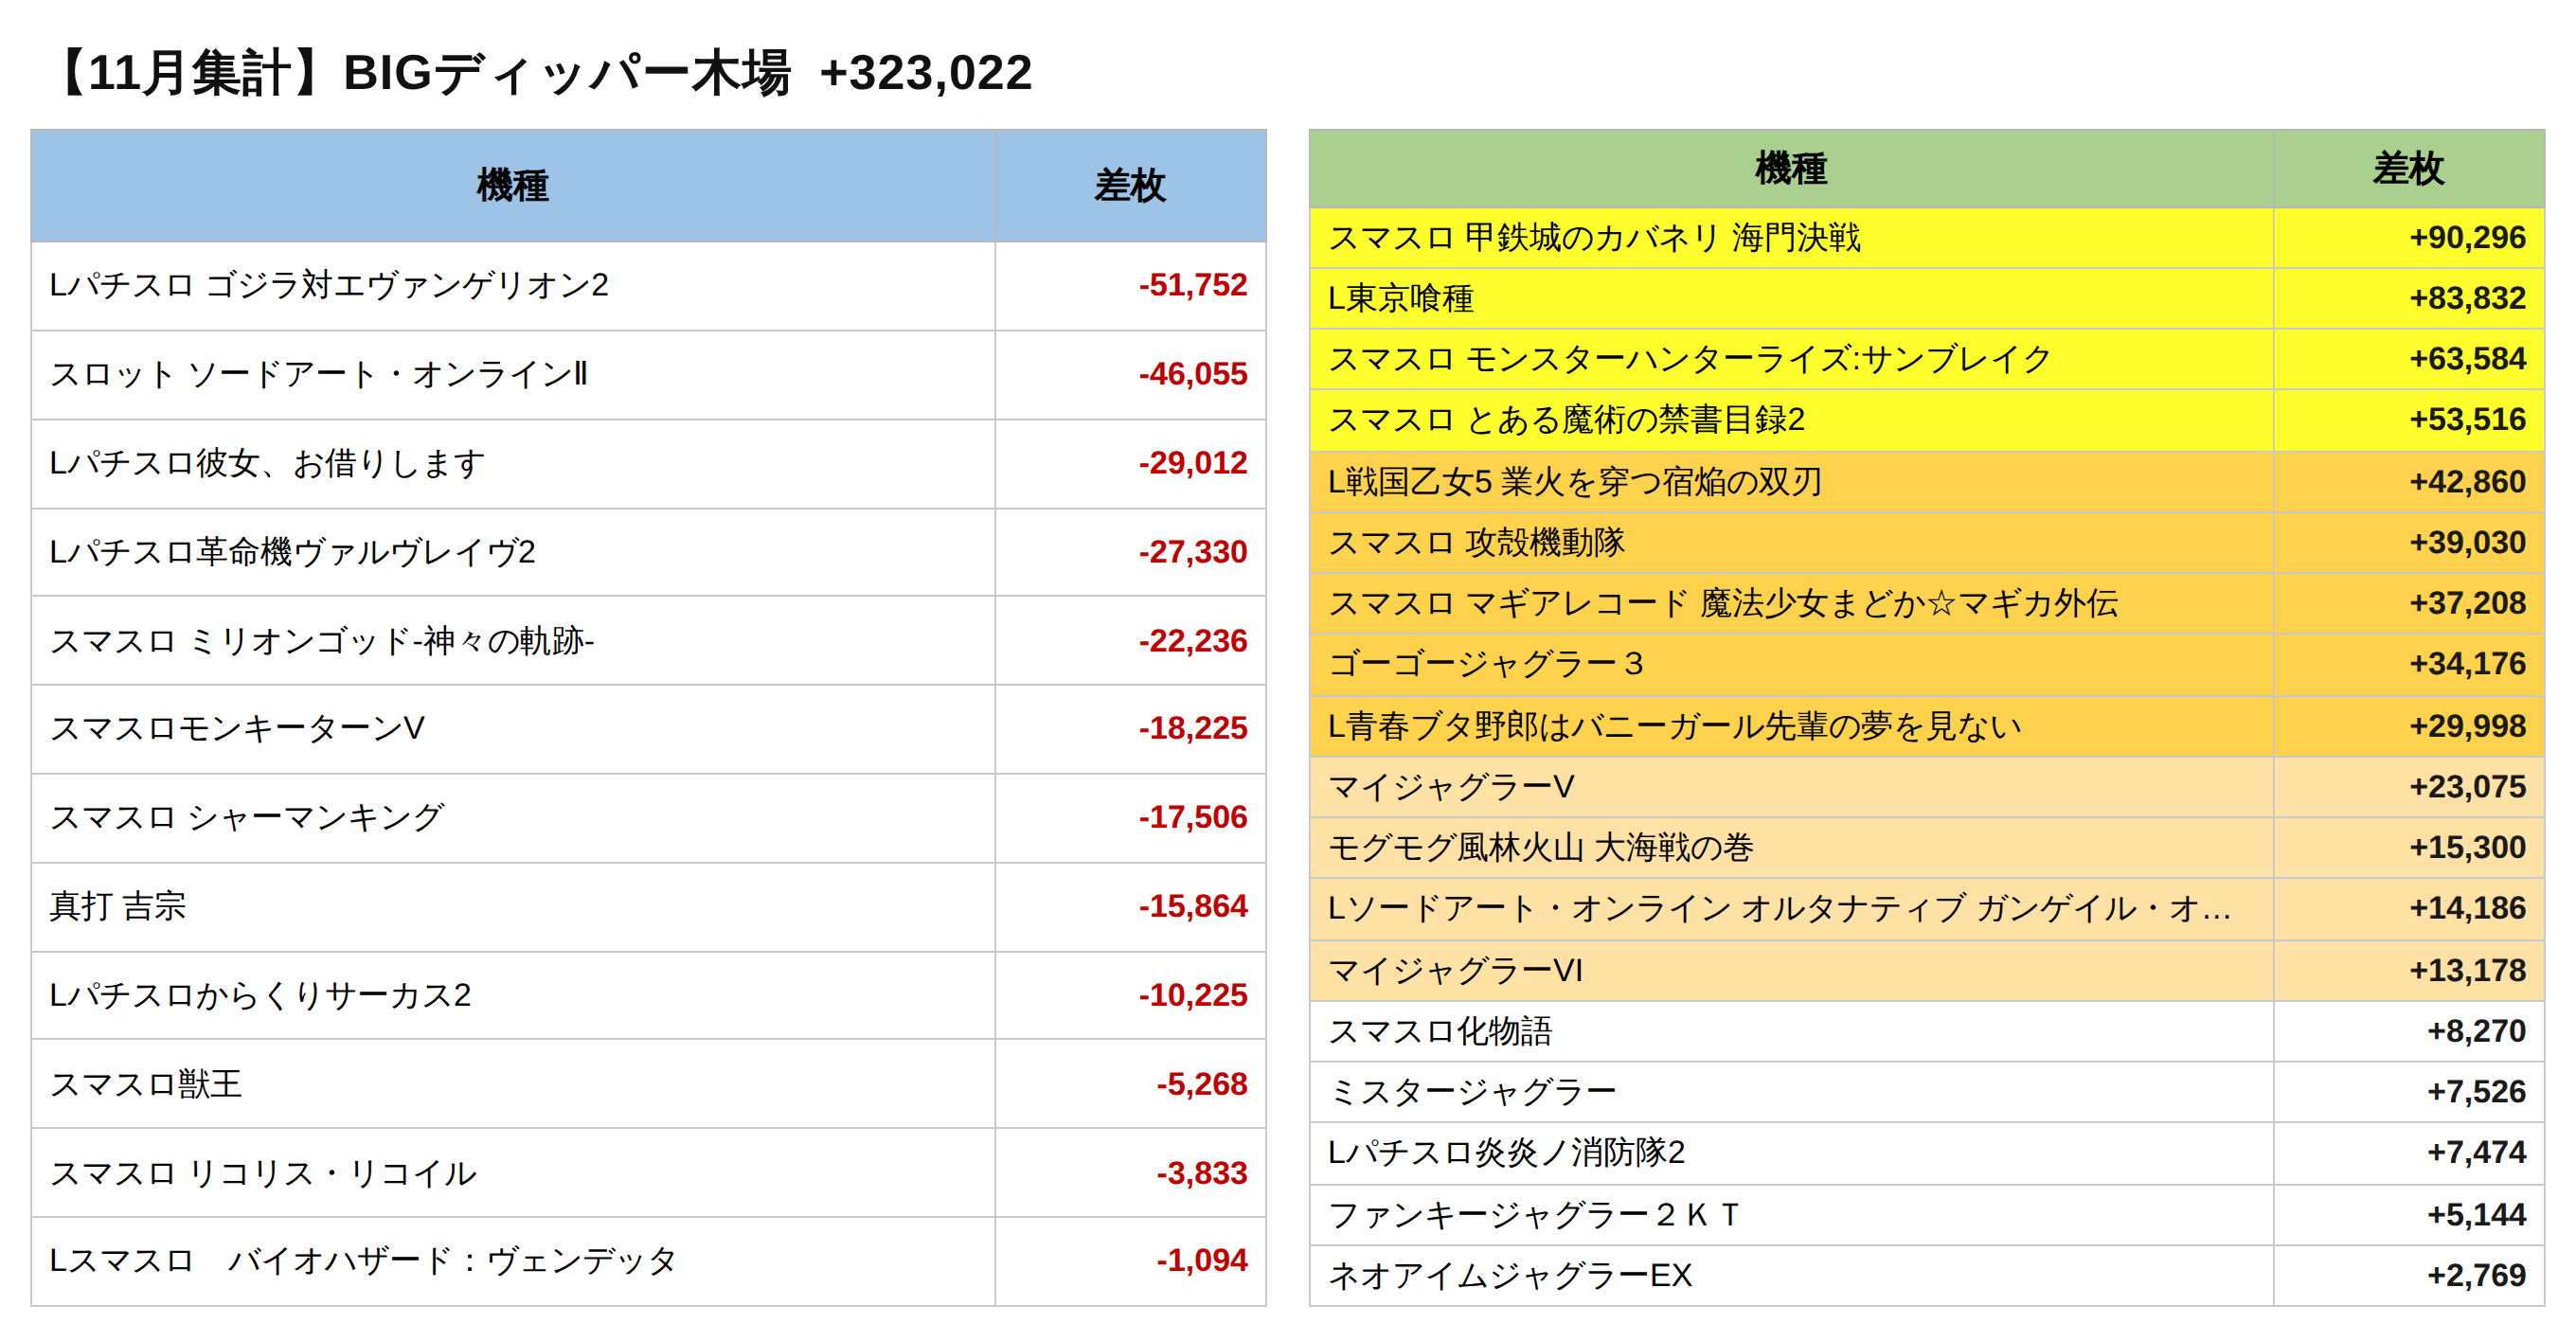 【11月集計】BIGディッパー木場 +323,022
機種 差枚
Lパチスロ ゴジラ対エヴァンゲリオン2 -51,752
スロット ソードアート・オンラインⅡ -46,055
Lパチスロ彼女、お借りします -29,012
Lパチスロ革命機ヴァルヴレイヴ2 -27,330
スマスロ ミリオンゴッド-神々の軌跡- -22,236
スマスロモンキーターンV -18,225
スマスロ シャーマンキング -17,506
真打 吉宗 -15,864
Lパチスロからくりサーカス2 -10,225
スマスロ獣王 -5,268
スマスロ リコリス・リコイル -3,833
Lスマスロ　バイオハザード：ヴェンデッタ -1,094
機種 差枚
スマスロ 甲鉄城のカバネリ 海門決戦 +90,296
L東京喰種 +83,832
スマスロ モンスターハンターライズ:サンブレイク +63,584
スマスロ とある魔術の禁書目録2 +53,516
L戦国乙女5 業火を穿つ宿焔の双刃 +42,860
スマスロ 攻殻機動隊 +39,030
スマスロ マギアレコード 魔法少女まどか☆マギカ外伝 +37,208
ゴーゴージャグラー３ +34,176
L青春ブタ野郎はバニーガール先輩の夢を見ない +29,998
マイジャグラーV +23,075
モグモグ風林火山 大海戦の巻 +15,300
Lソードアート・オンライン オルタナティブ ガンゲイル・オ… +14,186
マイジャグラーVI +13,178
スマスロ化物語 +8,270
ミスタージャグラー +7,526
Lパチスロ炎炎ノ消防隊2 +7,474
ファンキージャグラー２ＫＴ +5,144
ネオアイムジャグラーEX +2,769